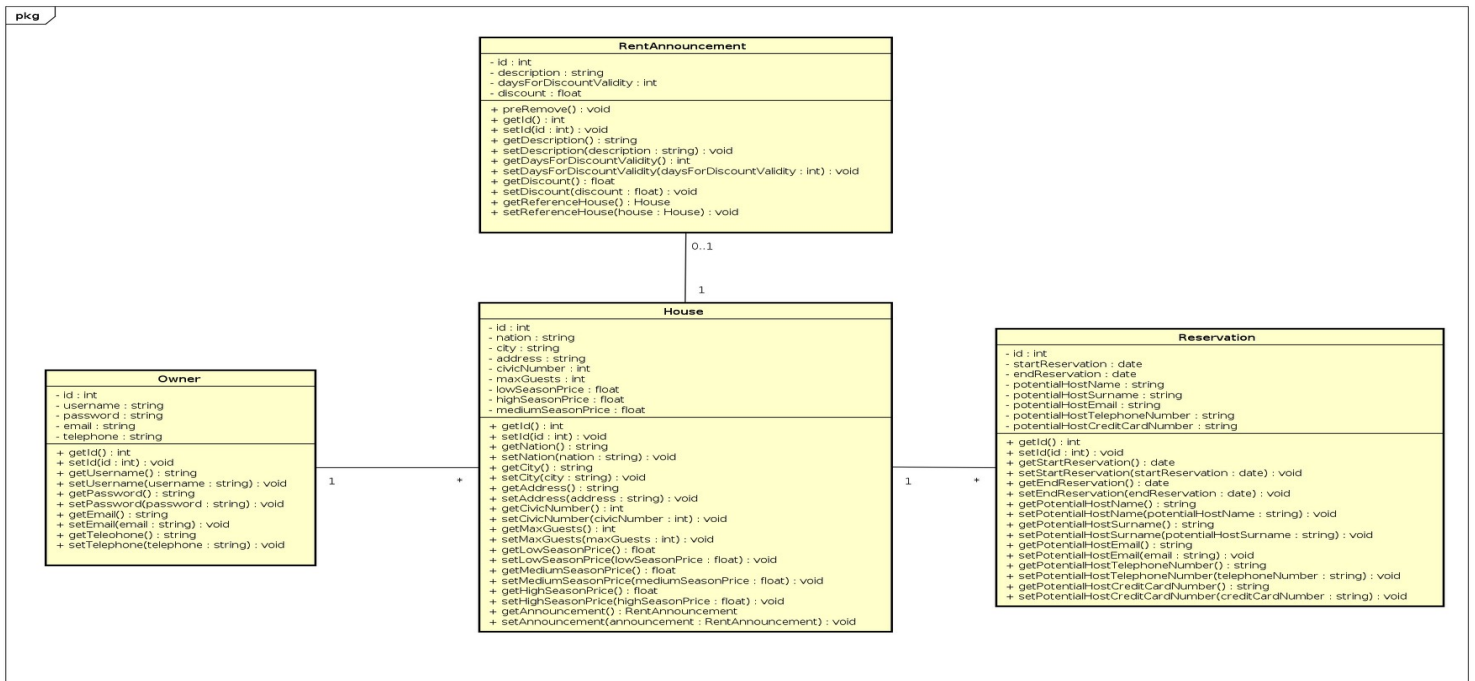 pkg
RentAnnouncement
- id : int
- description : string
- daysForDiscountValidity : int
- discount : float
+ preRemove() : void
+ getId() : int
+ setId(id : int) : void
+ getDescription() : string
+ setDescription(description : string) : void
+ getDaysForDiscountValidity() : int
+ setDaysForDiscountValidity(daysForDiscountValidity : int) : void
+ getDiscount() : float
+ setDiscount(discount : float) : void
+ getReferenceHouse() : House
+ setReferenceHouse(house : House) : void
0..1
1
House
- id : int
- nation : string
- city : string
- address : string
- civicNumber : int
- maxGuests : int
- lowSeasonPrice : float
- highSeasonPrice : float
- mediumSeasonPrice : float
+ getId() : int
+ setId(id : int) : void
+ getNation() : string
+ setNation(nation : string) : void
+ getCity() : string
+ setCity(city : string) : void
+ getAddress() : string
+ setAddress(address : string) : void
+ getCivicNumber() : int
+ setCivicNumber(civicNumber : int) : void
+ getMaxGuests() : int
+ setMaxGuests(maxGuests : int) : void
+ getLowSeasonPrice() : float
+ setLowSeasonPrice(lowSeasonPrice : float) : void
+ getMediumSeasonPrice() : float
+ setMediumSeasonPrice(mediumSeasonPrice : float) : void
+ getHighSeasonPrice() : float
+ setHighSeasonPrice(highSeasonPrice : float) : void
+ getAnnouncement() : RentAnnouncement
+ setAnnouncement(announcement : RentAnnouncement) : void
Owner
- id : int
- username : string
- password : string
- email : string
- telephone : string
+ getId() : int
+ setId(id : int) : void
+ getUsername() : string
+ setUsername(username : string) : void
+ getPassword() : string
+ setPassword(password : string) : void
+ getEmail() : string
+ setEmail(email : string) : void
+ getTeleohone() : string
+ setTelephone(telephone : string) : void
1
+
1
+
Reservation
- id : int
- startReservation : date
- endReservation : date
- potentialHostName : string
- potentialHostSurname : string
- potentialHostEmail : string
- potentialHostTelephoneNumber : string
- potentialHostCreditCardNumber : string
+ getId() : int
+ setId(id : int) : void
+ getStartReservation() : date
+ setStartReservation(startReservation : date) : void
+ getEndReservation() : date
+ setEndReservation(endReservation : date) : void
+ getPotentialHostName() : string
+ setPotentialHostName(potentialHostName : string) : void
+ getPotentialHostSurname() : string
+ setPotentialHostSurname(potentialHostSurname : string) : void
+ getPotentialHostEmail() : string
+ setPotentialHostEmail(email : string) : void
+ getPotentialHostTelephoneNumber() : string
+ setPotentialHostTelephoneNumber(telephoneNumber : string) : void
+ getPotentialHostCreditCardNumber() : string
+ setPotentialHostCreditCardNumber(creditCardNumber : string) : void